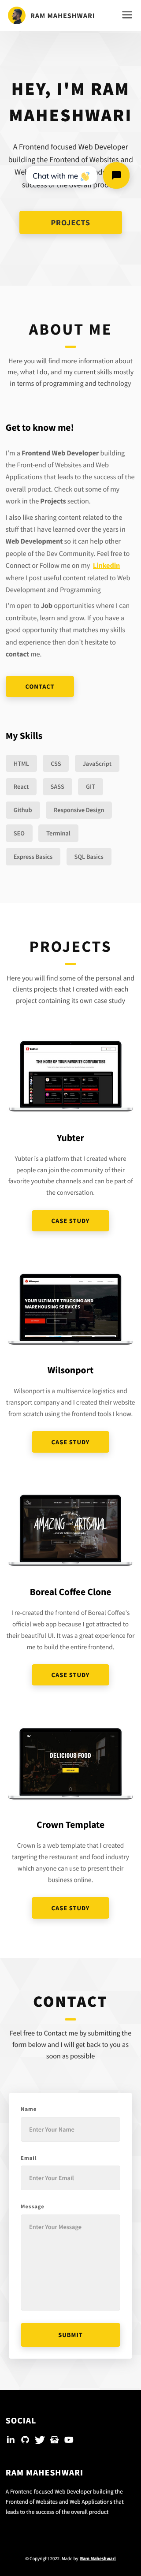 RAM MAHESHWARI
HEY, I'M RAM
MAHESHWARI
A Frontend focused Web Developer
building the Frontend of Websites and
Chat with me 👋
success of the overall
PROJECTS
ABOUT ME
Here you will find more information about
me, what I do, and my current skills mostly
in terms of programming and technology
Get to know me!
I'm a Frontend Web Developer building
the Front-end of Websites and Web
Applications that leads to the success of the
overall product. Check out some of my
work in the Projects section.
I also like sharing content related to the
stuff that I have learned over the years in
Web Development so it can help other
people of the Dev Community. Feel free to
Connect or Follow me on my Linkedin
where I post useful content related to Web
Development and Programming
I'm open to Job opportunities where I can
contribute, learn and grow. If you have a
good opportunity that matches my skills
and experience then don't hesitate to
contact me.
CONTACT
My Skills
HTML CSS JavaScript
React SASS GIT
Github Responsive Design
SEO Terminal
Express Basics SQL Basics
PROJECTS
Here you will find some of the personal and
clients projects that I created with each
project containing its own case study
THE HOME OF YOUR FAVORITE COMMUNITIES
Yubter
Yubter is a platform that I created where
people can join the community of their
favorite youtube channels and can be part of
the conversation.
CASE STUDY
YOUR ULTIMATE TRUCKING AND
WAREHOUSING SERVICES
Wilsonport
Wilsonport is a multiservice logistics and
transport company and I created their website
from scratch using the frontend tools I know.
CASE STUDY
AMAZING ARTISANAL
Boreal Coffee Clone
I re-created the frontend of Boreal Coffee's
official web app because I got attracted to
their beautiful UI. It was a great experience for
me to build the entire frontend.
CASE STUDY
DELICIOUS FOOD
Crown Template
Crown is a web template that I created
targeting the restaurant and food industry
which anyone can use to present their
business online.
CASE STUDY
CONTACT
Feel free to Contact me by submitting the
form below and I will get back to you as
soon as possible
Name
Enter Your Name
Email
Enter Your Email
Message
Enter Your Message
SUBMIT
SOCIAL
RAM MAHESHWARI
A Frontend focused Web Developer building the
Frontend of Websites and Web Applications that
leads to the success of the overall product
© Copyright 2022. Made by Ram Maheshwari